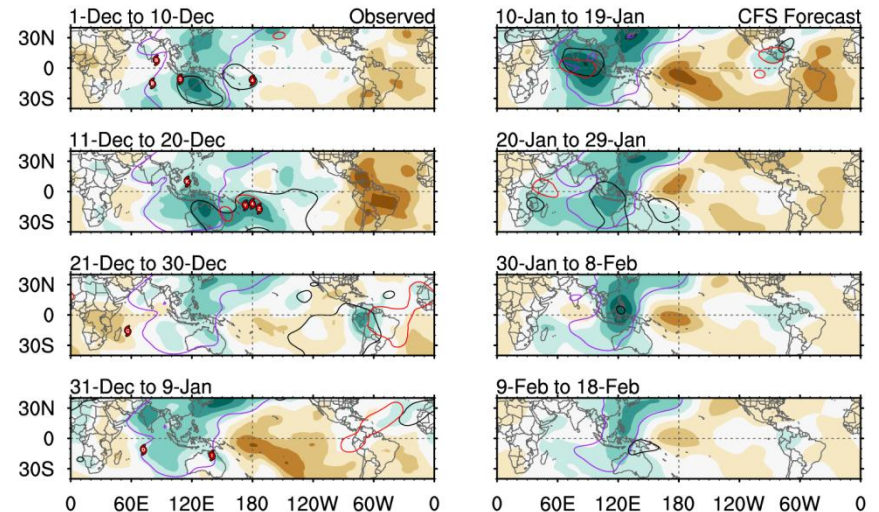 1-Dec to 10-Dec Observed
30N
0
30S
11-Dec to 20-Dec
30N
0
30S
21-Dec to 30-Dec
30N
0
30S
31-Dec to 9-Jan
30N
0
30S
0 60E 120E 180 120W 60W 0
10-Jan to 19-Jan CFS Forecast
20-Jan to 29-Jan
30-Jan to 8-Feb
9-Feb to 18-Feb
0 60E 120E 180 120W 60W 0